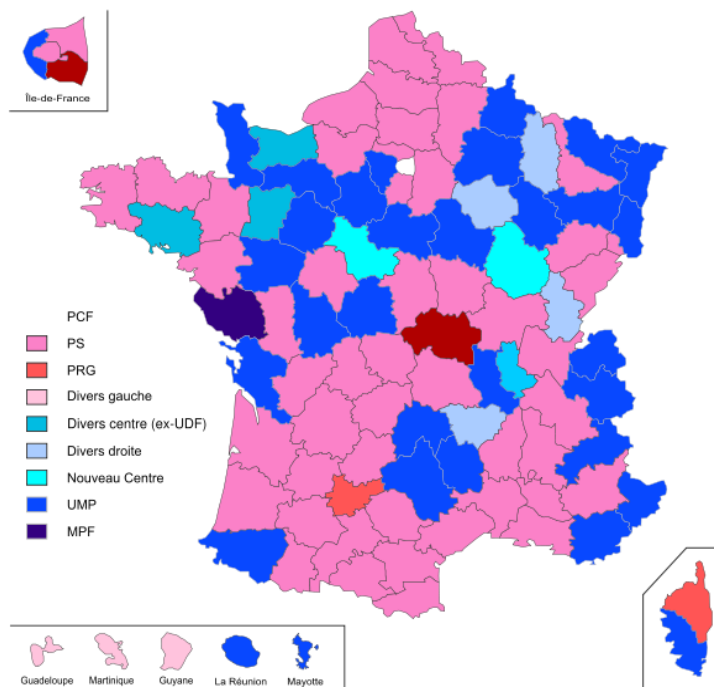 Île-de-France
PCF
PS
PRG
Divers gauche
Divers centre (ex-UDF)
Divers droite
Nouveau Centre
UMP
MPF
Guadeloupe
Martinique
Guyane
La Réunion
Mayotte